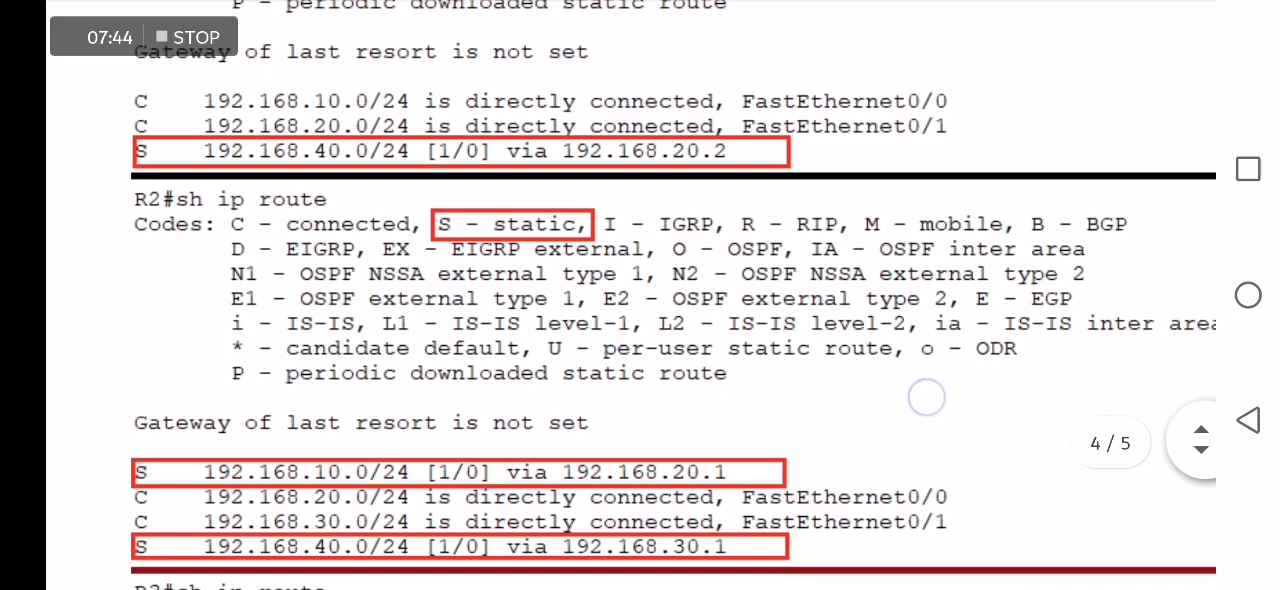 P - periodic downloaded static route
07:44 STOP
Gateway of last resort is not set
C 192.168.10.0/24 is directly connected, FastEthernet0/0
C 192.168.20.0/24 is directly connected, FastEthernet0/1
S 192.168.40.0/24 [1/0] via 192.168.20.2
R2#sh ip route
Codes: C - connected, S - static, I - IGRP, R - RIP, M - mobile, B - BGP
D - EIGRP, EX - EIGRP external, O - OSPF, IA - OSPF inter area
N1 - OSPF NSSA external type 1, N2 - OSPF NSSA external type 2
E1 - OSPF external type 1, E2 - OSPF external type 2, E - EGP
i - IS-IS, L1 - IS-IS level-1, L2 - IS-IS level-2, ia - IS-IS inter area
* - candidate default, U - per-user static route, o - ODR
P - periodic downloaded static route
Gateway of last resort is not set
4 / 5
S 192.168.10.0/24 [1/0] via 192.168.20.1
C 192.168.20.0/24 is directly connected, FastEthernet0/0
C 192.168.30.0/24 is directly connected, FastEthernet0/1
S 192.168.40.0/24 [1/0] via 192.168.30.1
R3#sh ip route